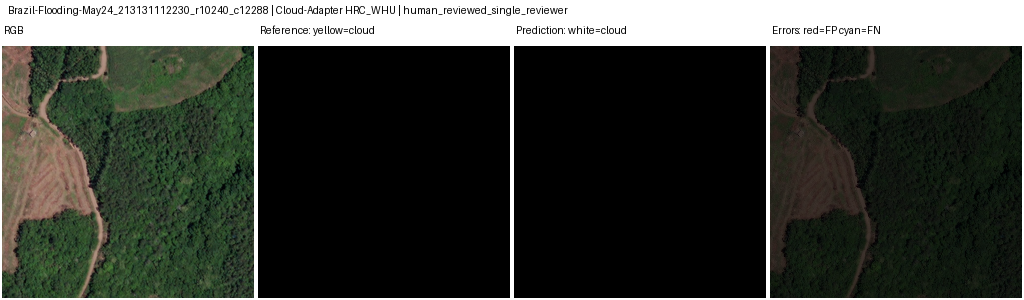 Brazil-Flooding-May24_213131112230_r10240_c12288 | Cloud-Adapter HRC_WHU | human_reviewed_single_reviewer
RGB
Reference: yellow=cloud
Prediction: white=cloud
Errors: red=FP cyan=FN